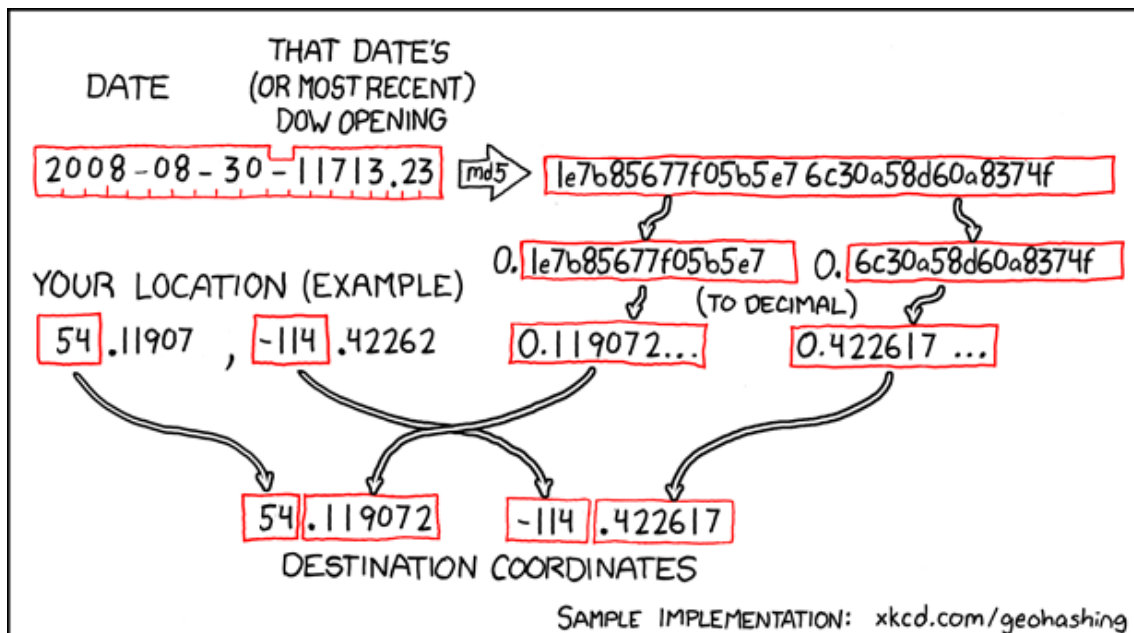 DATE
THAT DATE'S
(OR MOST RECENT)
DOW OPENING
2008-08-30-11713.23
md5
1e7b85677f05b5e76c30a58d60a8374f
0.1e7b85677f05b5e7
0.6c30a58d60a8374f
YOUR LOCATION (EXAMPLE)
(TO DECIMAL)
54.11907, -114.42262
0.119072...
0.422617...
54.119072
-114.422617
DESTINATION COORDINATES
SAMPLE IMPLEMENTATION: xkcd.com/geohashing